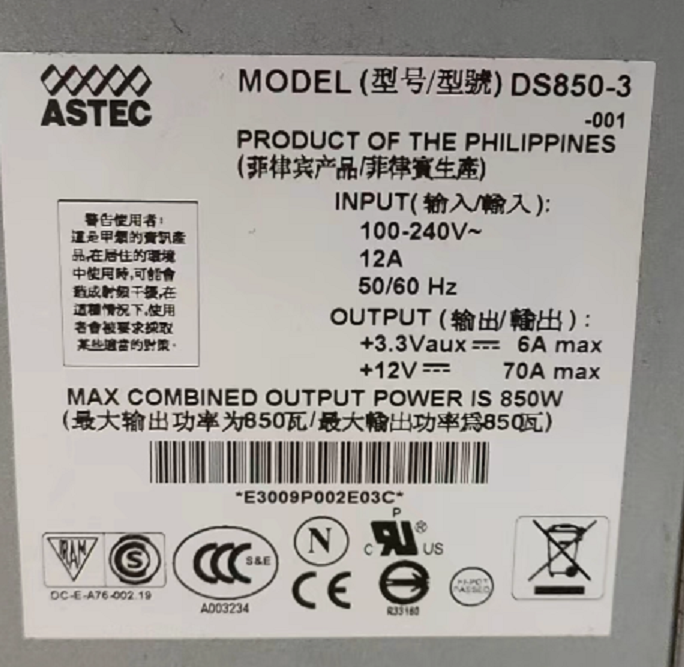 ASTEC
MODEL (型号/型號) DS850-3
-001
PRODUCT OF THE PHILIPPINES
(菲律宾产品/菲律賓生產)
INPUT(输入/輸入):
100-240V~
12A
50/60 Hz
警告使用者:
這是甲類的資訊產
品,在居住的環境
中使用時,可能會
造成射頻干擾,在
這種情況下,使用
者會被要求採取
某些適當的對策·
OUTPUT (输出/輸出):
+3.3Vaux 6A max
+12V 70A max
MAX COMBINED OUTPUT POWER IS 850W
(最大输出功率为850瓦/最大輸出功率爲850瓦)
*E3009P002E03C*
IRAM
S
DC-E-A76-002.19
CCC S&E
A003234
N
CE
P
C UR ® US
R33160
HI-POT
PASSED